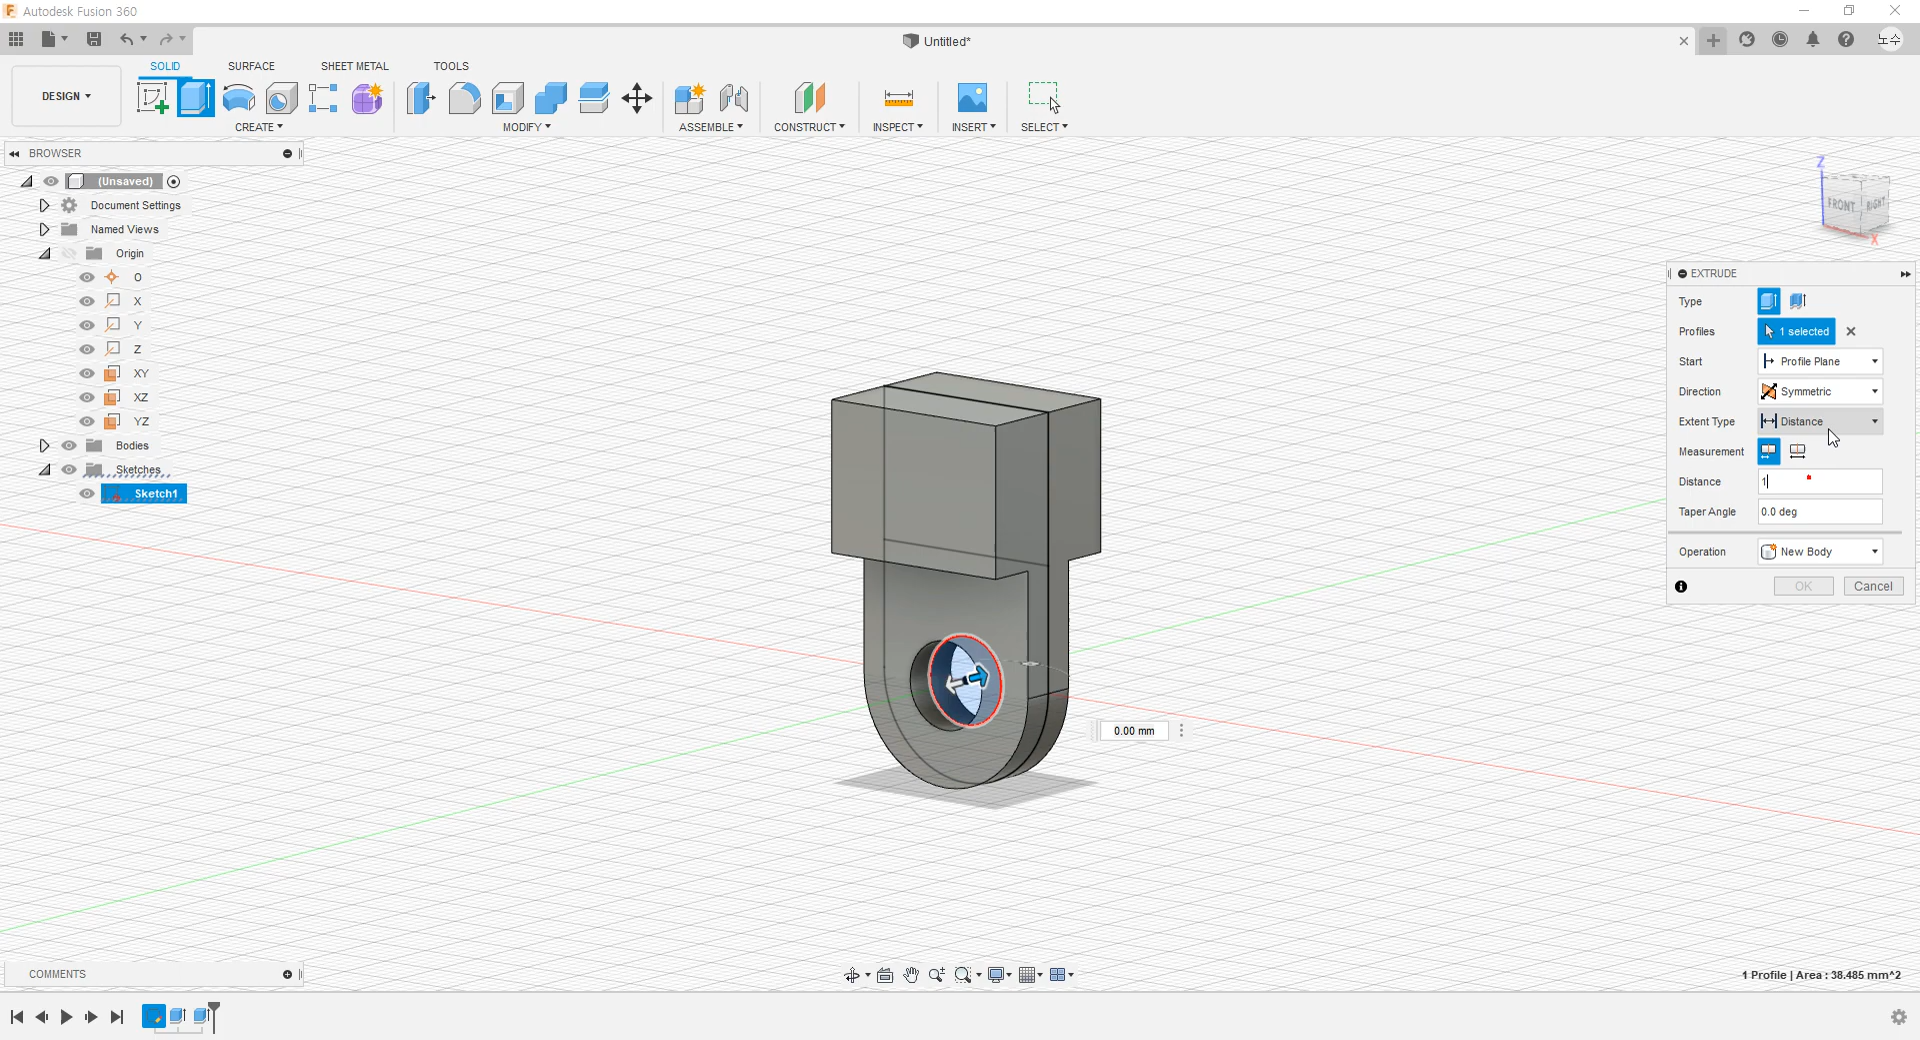 Autodesk Fusion 360
Untitled*
노수
DESIGN
SOLID SURFACE SHEET METAL TOOLS
CREATE MODIFY ASSEMBLE CONSTRUCT INSPECT INSERT SELECT
BROWSER
(Unsaved)
Document Settings
Named Views
Origin
O
X
Y
Z
XY
XZ
YZ
Bodies
Sketches
Sketch1
Z
FRONT RIGHT
X
EXTRUDE
Type
Profiles 1 selected
Start Profile Plane
Direction Symmetric
Extent Type Distance
Measurement
Distance 1
Taper Angle 0.0 deg
Operation New Body
OK Cancel
0.00 mm
COMMENTS
1 Profile | Area : 38.485 mm^2